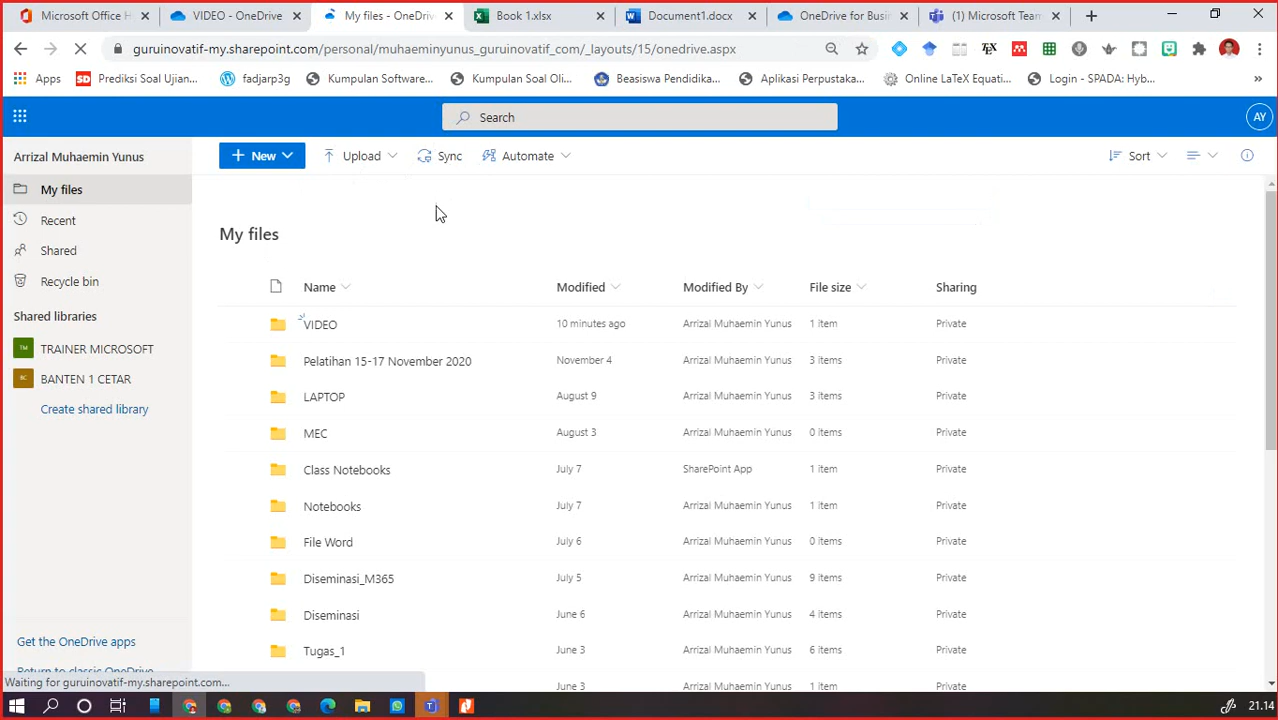 Microsoft Office H
VIDEO - OneDrive
My files - OneDriv
Book 1.xlsx
Document1.docx
OneDrive for Busi
(1) Microsoft Team
guruinovatif-my.sharepoint.com/personal/muhaeminyunus_guruinovatif_com/_layouts/15/onedrive.aspx
Apps
Prediksi Soal Ujian...
fadjarp3g
Kumpulan Software...
Kumpulan Soal Oli...
Beasiswa Pendidika...
Aplikasi Perpustaka...
Online LaTeX Equati...
Login - SPADA: Hyb...
Search
AY
Arrizal Muhaemin Yunus
New
Upload
Sync
Automate
Sort
My files
Recent
Shared
Recycle bin
Shared libraries
TM TRAINER MICROSOFT
BC BANTEN 1 CETAR
Create shared library
Get the OneDrive apps
Return to classic OneDrive
My files
Name Modified Modified By File size Sharing
VIDEO 10 minutes ago Arrizal Muhaemin Yunus 1 item Private
Pelatihan 15-17 November 2020 November 4 Arrizal Muhaemin Yunus 3 items Private
LAPTOP August 9 Arrizal Muhaemin Yunus 3 items Private
MEC August 3 Arrizal Muhaemin Yunus 0 items Private
Class Notebooks July 7 SharePoint App 1 item Private
Notebooks July 7 Arrizal Muhaemin Yunus 1 item Private
File Word July 6 Arrizal Muhaemin Yunus 0 items Private
Diseminasi_M365 July 5 Arrizal Muhaemin Yunus 9 items Private
Diseminasi June 6 Arrizal Muhaemin Yunus 4 items Private
Tugas_1 June 3 Arrizal Muhaemin Yunus 6 items Private
June 3 Arrizal Muhaemin Yunus 1 item Private
Waiting for guruinovatif-my.sharepoint.com...
21.14